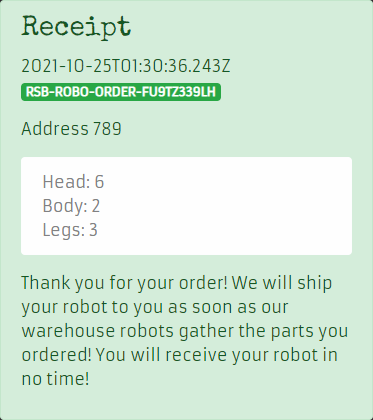 Receipt
2021-10-25T01:30:36.243Z
RSB-ROBO-ORDER-FU9TZ339LH
Address 789
Head: 6
Body: 2
Legs: 3
Thank you for your order! We will ship
your robot to you as soon as our
warehouse robots gather the parts you
ordered! You will receive your robot in
no time!